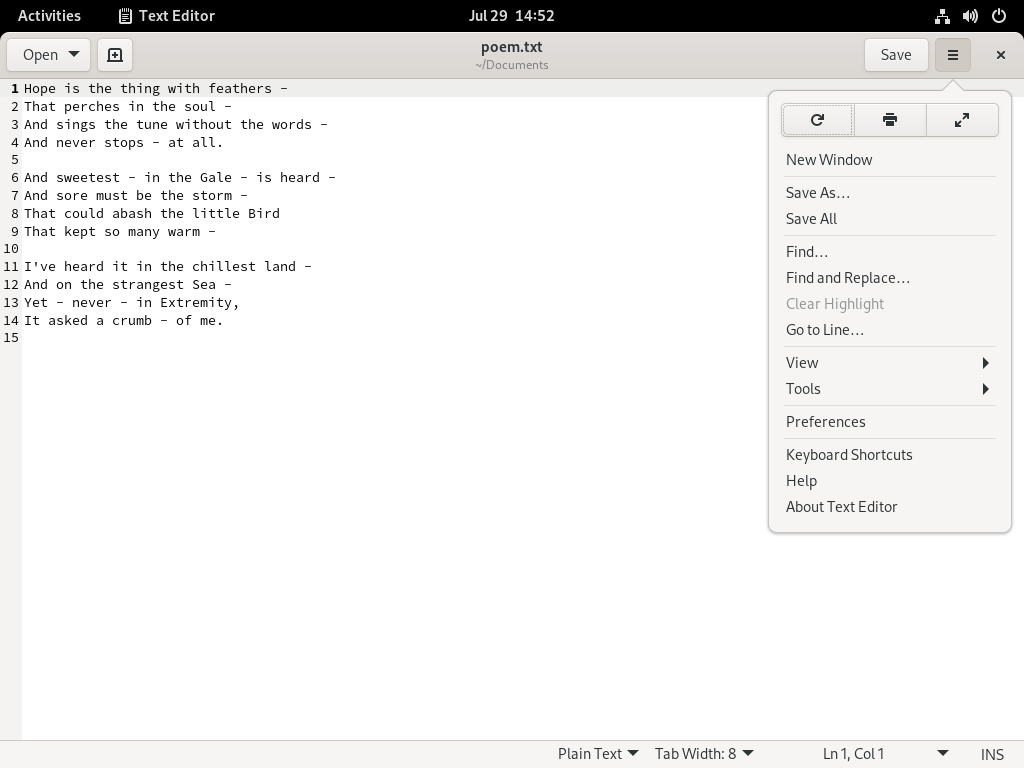 Activities Text Editor Jul 29 14:52
Open poem.txt Save
~/Documents
1 Hope is the thing with feathers –
2 That perches in the soul –
3 And sings the tune without the words –
4 And never stops – at all.
5
6 And sweetest – in the Gale – is heard –
7 And sore must be the storm –
8 That could abash the little Bird
9 That kept so many warm –
10
11 I've heard it in the chillest land –
12 And on the strangest Sea –
13 Yet – never – in Extremity,
14 It asked a crumb – of me.
15
New Window
Save As…
Save All
Find…
Find and Replace…
Clear Highlight
Go to Line…
View
Tools
Preferences
Keyboard Shortcuts
Help
About Text Editor
Plain Text Tab Width: 8 Ln 1, Col 1 INS